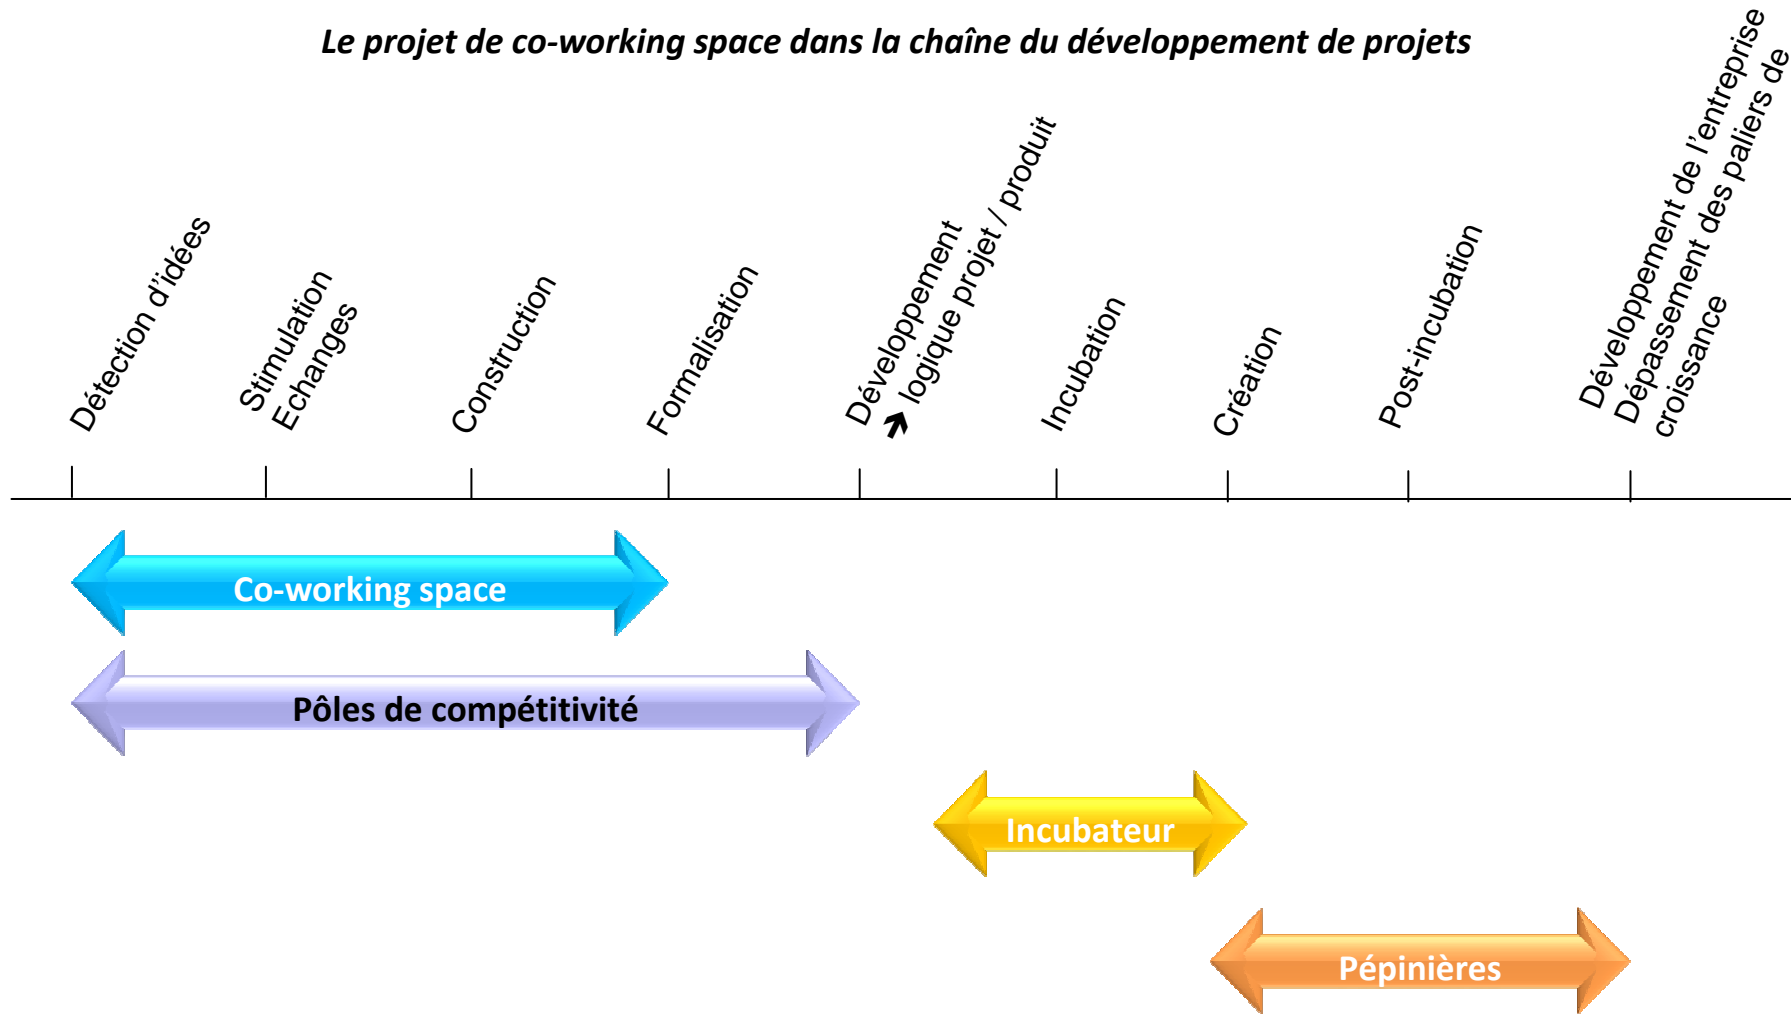 Le projet de co-working space dans la chaîne du développement de projets
Détection d'idées
Stimulation
Echanges
Construction
Formalisation
Développement
➔ logique projet / produit
Incubation
Création
Post-incubation
Développement de l'entreprise
Dépassement des paliers de
croissance
Co-working space
Pôles de compétitivité
Incubateur
Pépinières